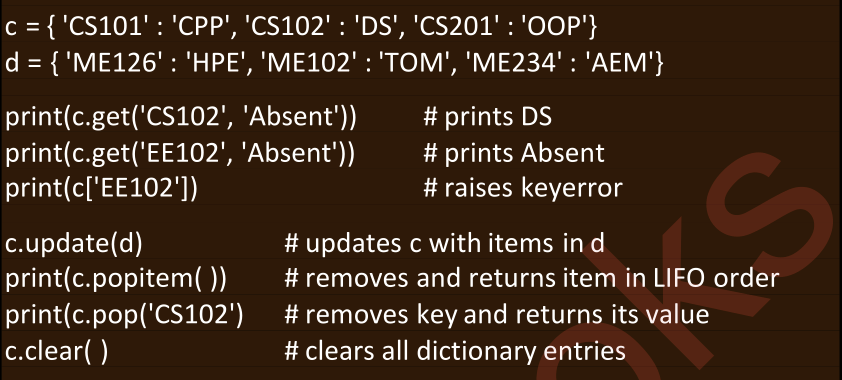 c = { 'CS101' : 'CPP', 'CS102' : 'DS', 'CS201' : 'OOP'}
d = { 'ME126' : 'HPE', 'ME102' : 'TOM', 'ME234' : 'AEM'}
print(c.get('CS102', 'Absent')) # prints DS
print(c.get('EE102', 'Absent')) # prints Absent
print(c['EE102']) # raises keyerror
c.update(d) # updates c with items in d
print(c.popitem( )) # removes and returns item in LIFO order
print(c.pop('CS102') # removes key and returns its value
c.clear( ) # clears all dictionary entries
oks